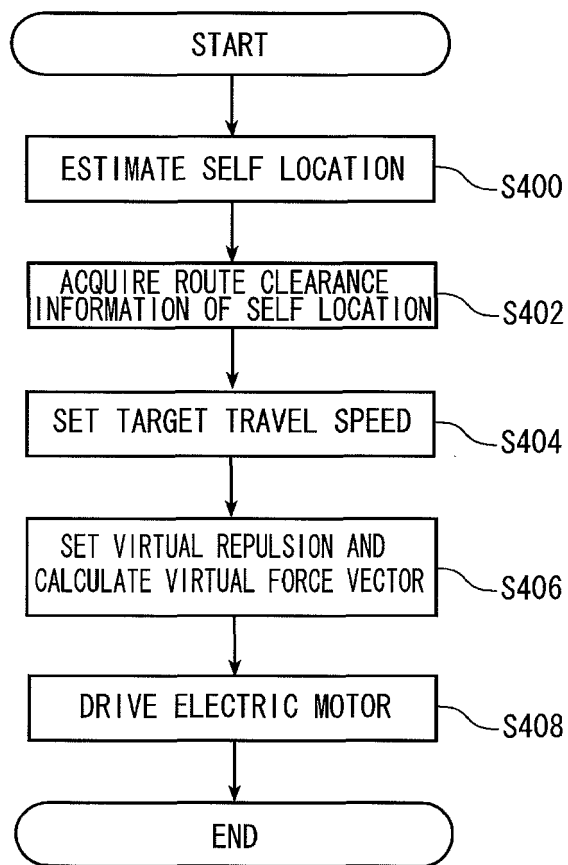 START
ESTIMATE SELF LOCATION
S400
ACQUIRE ROUTE CLEARANCE
INFORMATION OF SELF LOCATION
S402
SET TARGET TRAVEL SPEED
S404
SET VIRTUAL REPULSION AND
CALCULATE VIRTUAL FORCE VECTOR
S406
DRIVE ELECTRIC MOTOR
S408
END